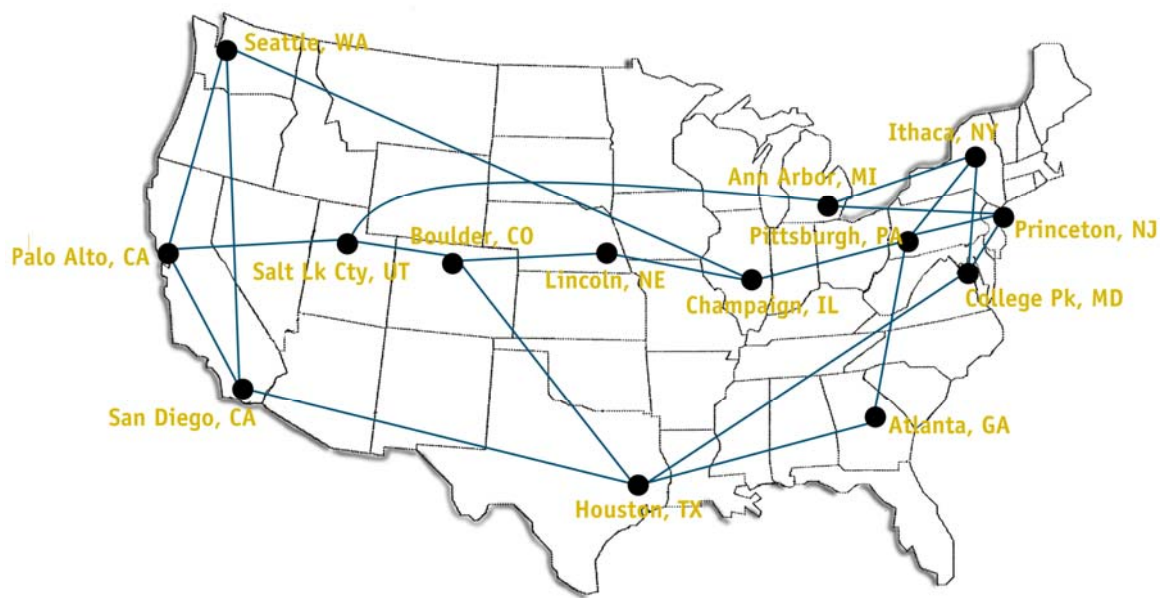 Seattle, WA
Ithaca, NY
Ann Arbor, MI
Pittsburgh, PA
Princeton, NJ
Boulder, CO
Palo Alto, CA
Salt Lk Cty, UT
Lincoln, NE
Champaign, IL
College Pk, MD
San Diego, CA
Atlanta, GA
Houston, TX